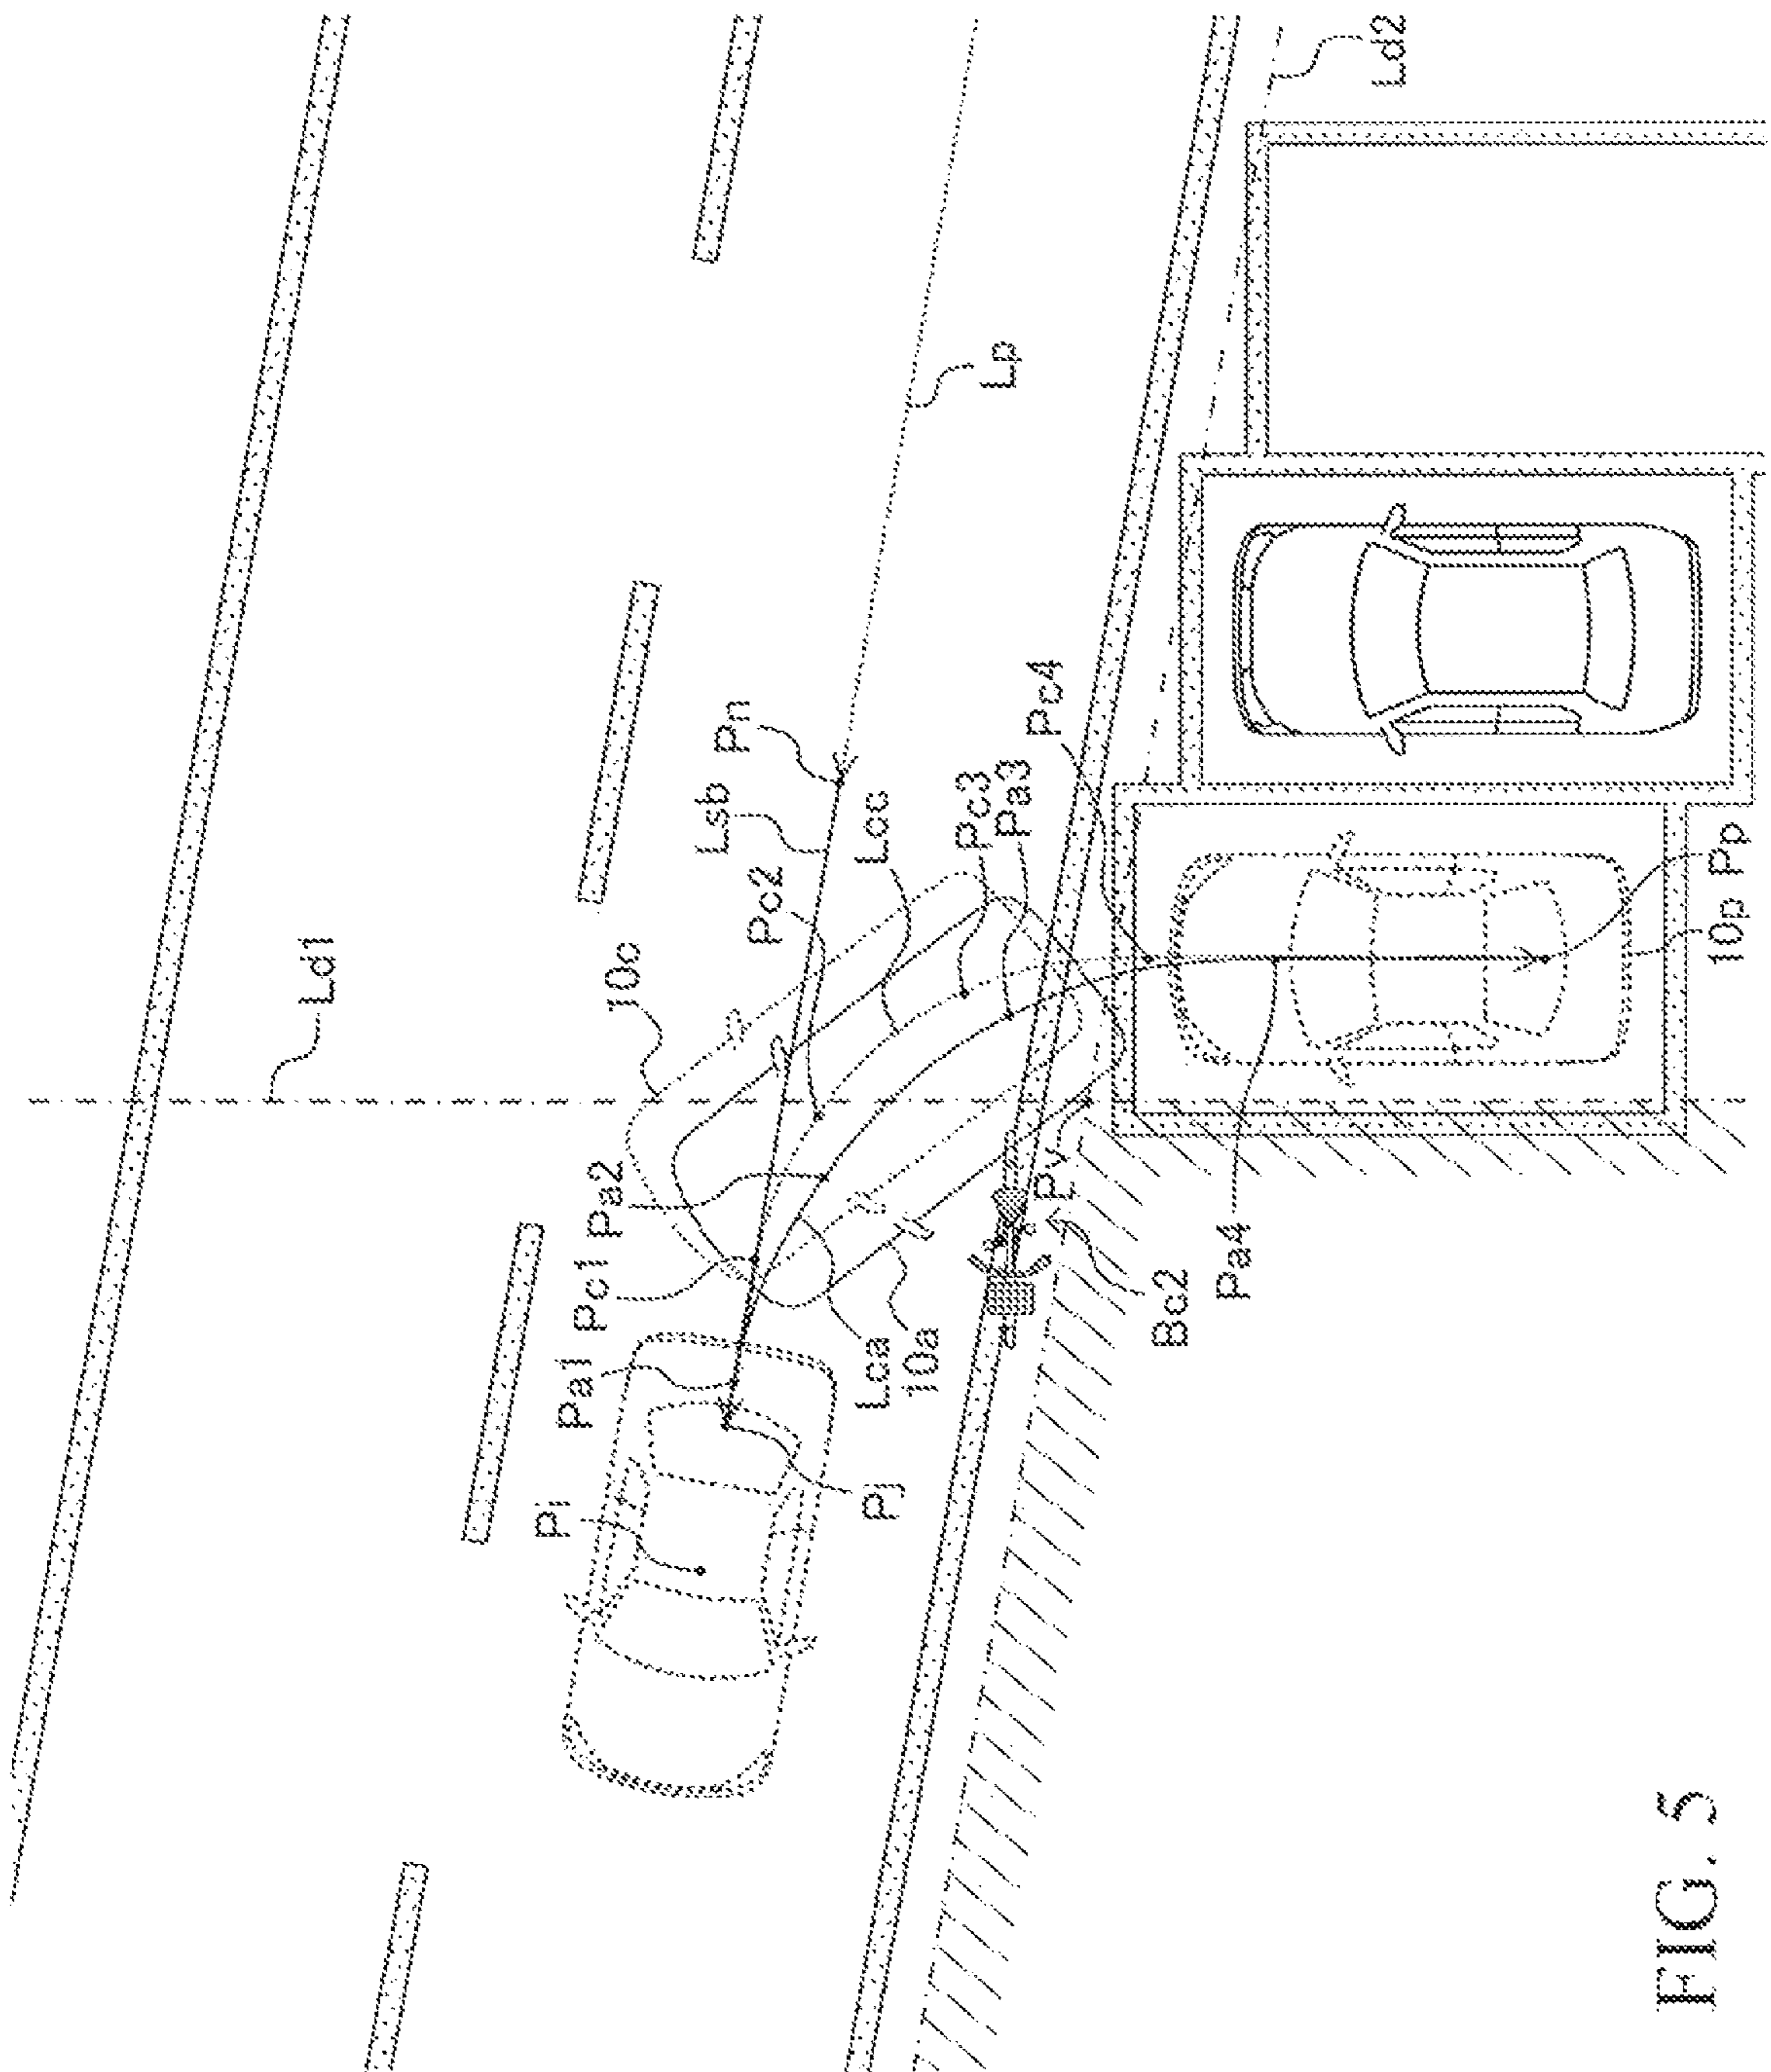 Ld1
Ld2
Lp
Pn
Lsb
Pc2
Lcc
Pc3
Pa3
Pc4
10c
Pa2
Pc1
Pa1
Pi
Pj
Lca
10a
Pv
Bc2
Pa4
10p
Pp
FIG. 5